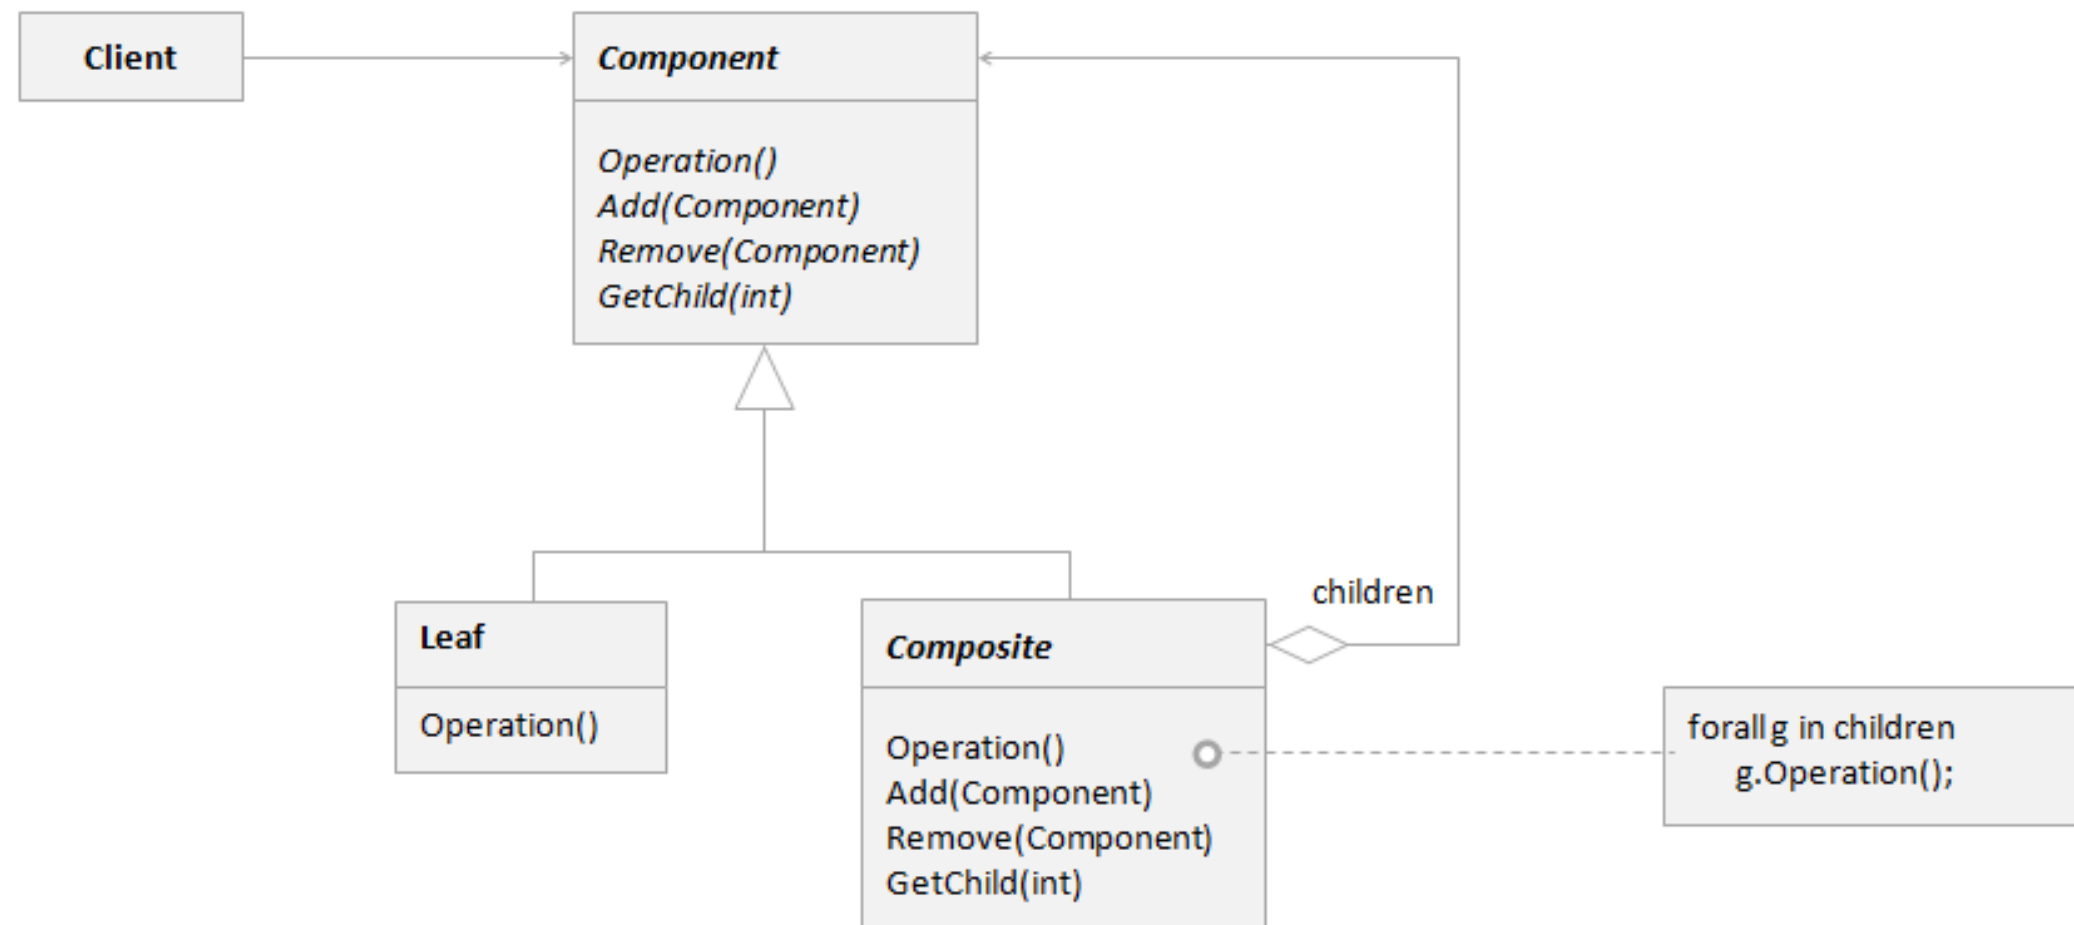 Client
Component
Operation()
Add(Component)
Remove(Component)
GetChild(int)
children
Leaf
Operation()
Composite
Operation()
Add(Component)
Remove(Component)
GetChild(int)
forall g in children
g.Operation();